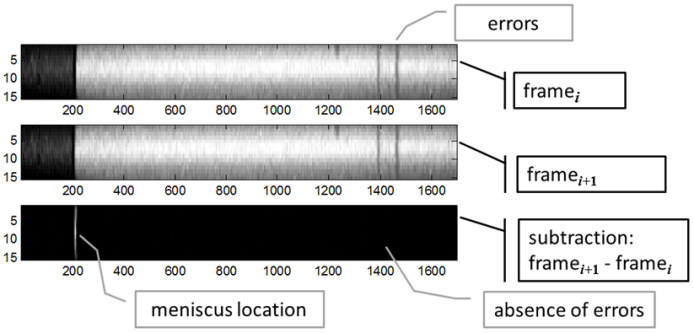 errors
5
10
15
200 400 600 800 1000 1200 1400 1600
frame i
5
10
15
200 400 600 800 1000 1200 1400 1600
frame i+1
5
10
15
200 400 600 800 1000 1200 1400 1600
subtraction:
frame i+1 - frame i
meniscus location
absence of errors